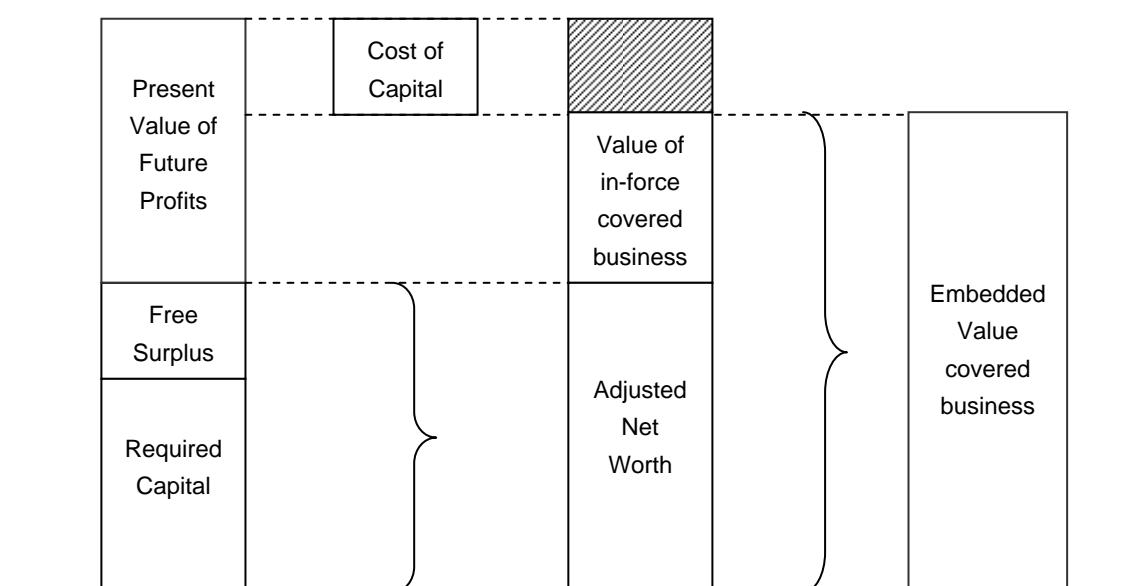 Present
Value of
Future
Profits
Free
Surplus
Required
Capital
Cost of
Capital
Value of
in-force
covered
business
Adjusted
Net
Worth
Embedded
Value
covered
business